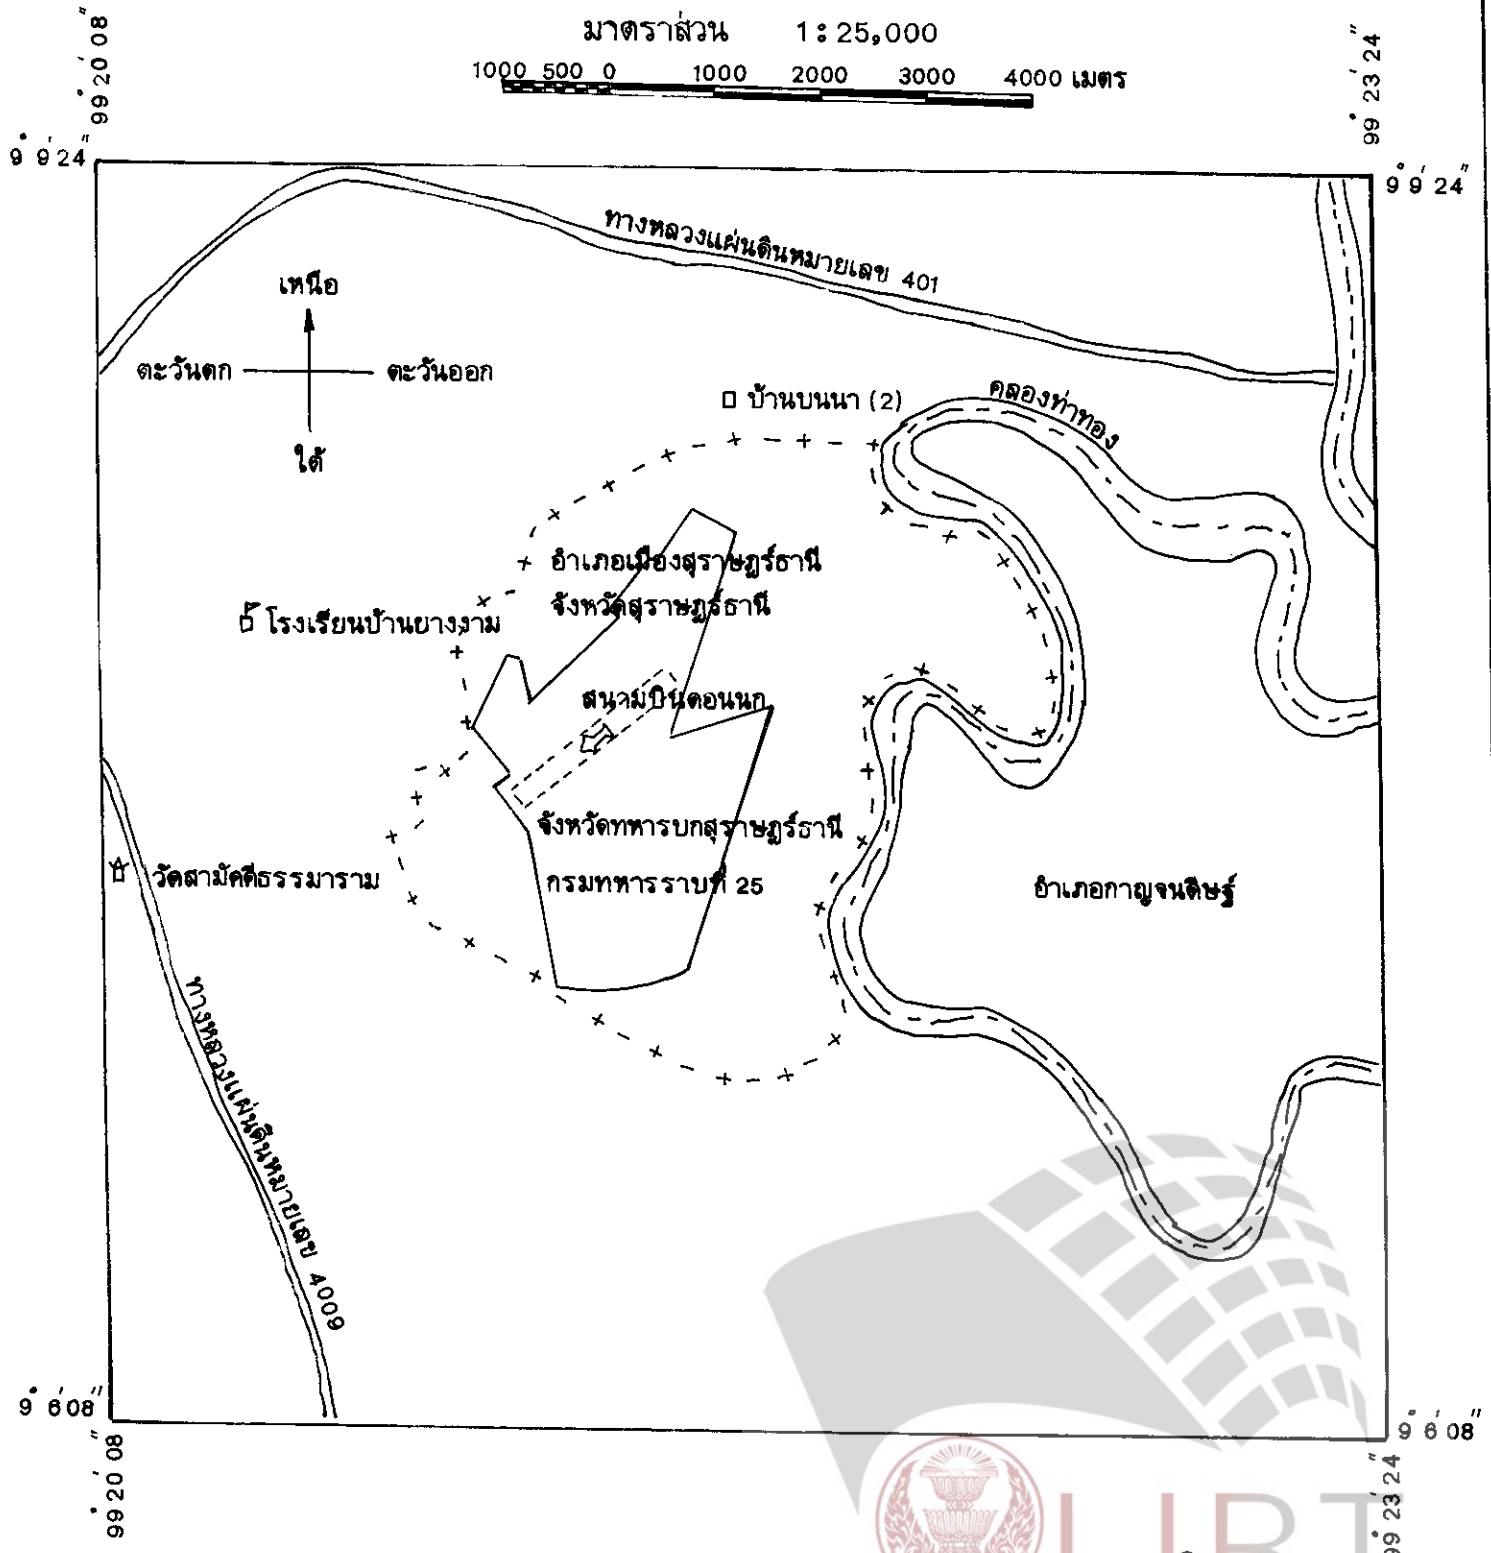 มาตราส่วน 1:25,000
1000 500 0 1000 2000 3000 4000 เมตร
99° 20' 08"
99° 23' 24"
9° 9' 24"
9° 9' 24"
ทางหลวงแผ่นดินหมายเลข 401
เหนือ
ตะวันตก ตะวันออก
ใต้
บ้านบนนา (2)
คลองท่าทอง
อำเภอเมืองสุราษฎร์ธานี
จังหวัดสุราษฎร์ธานี
โรงเรียนบ้านยางงาม
สนามบินดอนนก
จังหวัดทหารบกสุราษฎร์ธานี
กรมทหารราบที่ 25
วัดสามัคคีธรรมาราม
อำเภอกาญจนดิษฐ์
ทางหลวงแผ่นดินหมายเลข 4009
9° 6' 08"
9° 6' 08"
99° 20' 08"
99° 23' 24"
LIRT